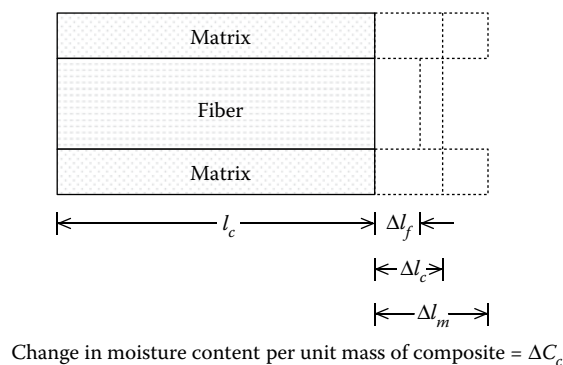 Matrix
Fiber
Matrix
l_c
Δl_f
Δl_c
Δl_m
Change in moisture content per unit mass of composite = ΔC_c